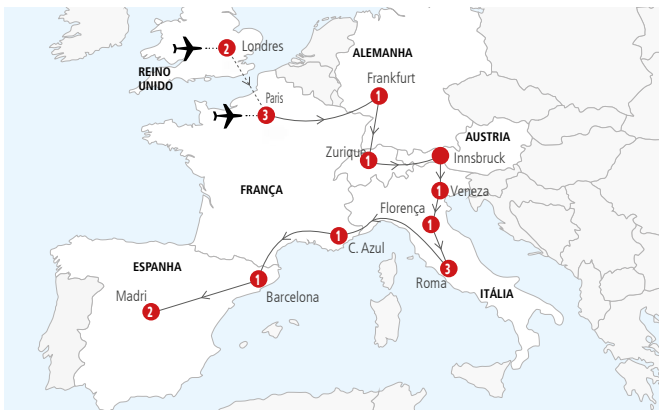 2
Londres
REINO
UNIDO
ALEMANHA
Frankfurt
1
Paris
3
AUSTRIA
Zurique
1
Innsbruck
1
Veneza
FRANÇA
Florença
1
1
C. Azul
3
Roma
ITÁLIA
ESPANHA
1
Barcelona
Madri
2